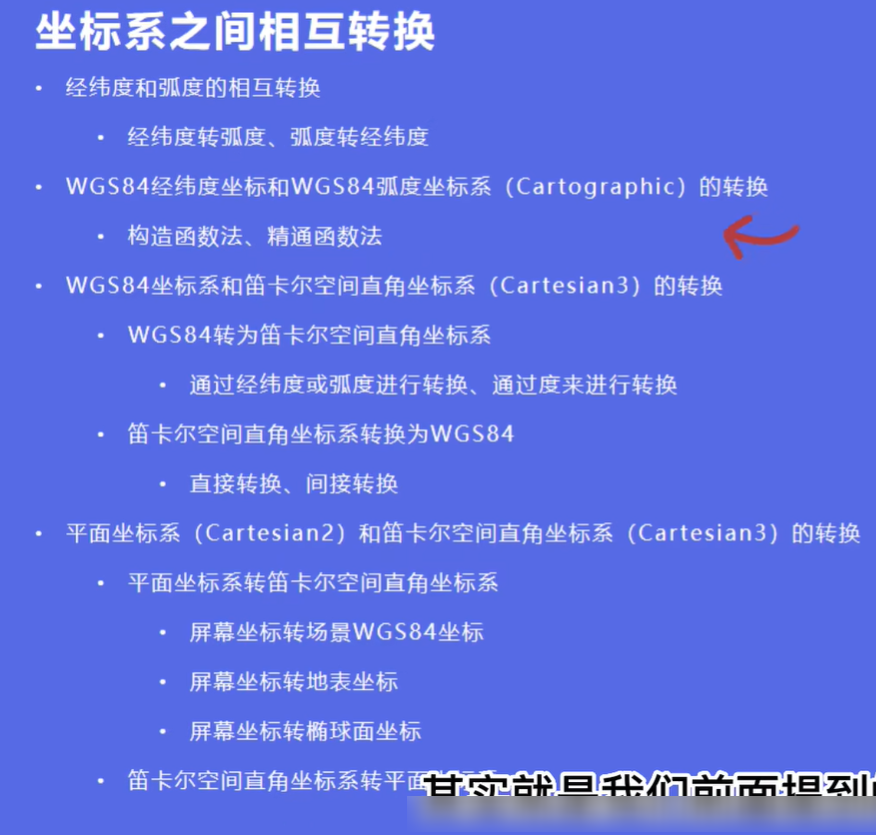 坐标系之间相互转换
• 经纬度和弧度的相互转换
• 经纬度转弧度、弧度转经纬度
• WGS84经纬度坐标和WGS84弧度坐标系（Cartographic）的转换
• 构造函数法、精通函数法
• WGS84坐标系和笛卡尔空间直角坐标系（Cartesian3）的转换
• WGS84转为笛卡尔空间直角坐标系
• 通过经纬度或弧度进行转换、通过度来进行转换
• 笛卡尔空间直角坐标系转换为WGS84
• 直接转换、间接转换
• 平面坐标系（Cartesian2）和笛卡尔空间直角坐标系（Cartesian3）的转换
• 平面坐标系转笛卡尔空间直角坐标系
• 屏幕坐标转场景WGS84坐标
• 屏幕坐标转地表坐标
• 屏幕坐标转椭球面坐标
• 笛卡尔空间直角坐标系转平面
其实就是我们前面提到